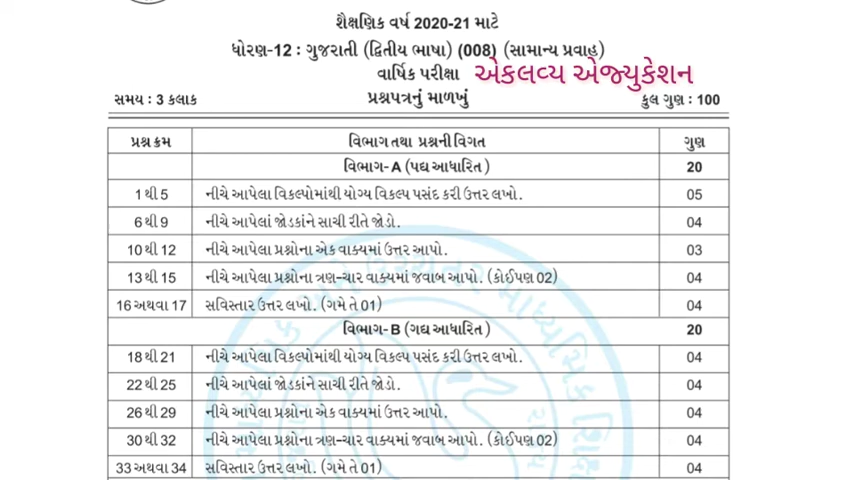 શૈક્ષણિક વર્ષ 2020-21 માટે
ધોરણ-12 : ગુજરાતી (દ્વિતીય ભાષા) (008) (સામાન્ય પ્રવાહ)
વાર્ષિક પરીક્ષા એકલવ્ય એજ્યુકેશન
સમય : 3 કલાક પ્રશ્નપત્રનું માળખું કુલ ગુણ : 100
પ્રશ્ન ક્રમ વિભાગ તથા પ્રશ્નની વિગત ગુણ
વિભાગ-A (પદ્ય આધારિત) 20
1 થી 5 નીચે આપેલા વિકલ્પોમાંથી યોગ્ય વિકલ્પ પસંદ કરી ઉત્તર લખો. 05
6 થી 9 નીચે આપેલાં જોડકાંને સાચી રીતે જોડો. 04
10 થી 12 નીચે આપેલા પ્રશ્નોના એક વાક્યમાં ઉત્તર આપો. 03
13 થી 15 નીચે આપેલા પ્રશ્નોના ત્રણ-ચાર વાક્યમાં જવાબ આપો. (કોઈપણ 02) 04
16 અથવા 17 સવિસ્તાર ઉત્તર લખો. (ગમે તે 01) 04
વિભાગ-B (ગદ્ય આધારિત) 20
18 થી 21 નીચે આપેલા વિકલ્પોમાંથી યોગ્ય વિકલ્પ પસંદ કરી ઉત્તર લખો. 04
22 થી 25 નીચે આપેલાં જોડકાંને સાચી રીતે જોડો. 04
26 થી 29 નીચે આપેલા પ્રશ્નોના એક વાક્યમાં ઉત્તર આપો. 04
30 થી 32 નીચે આપેલા પ્રશ્નોના ત્રણ-ચાર વાક્યમાં જવાબ આપો. (કોઈપણ 02) 04
33 અથવા 34 સવિસ્તાર ઉત્તર લખો. (ગમે તે 01) 04